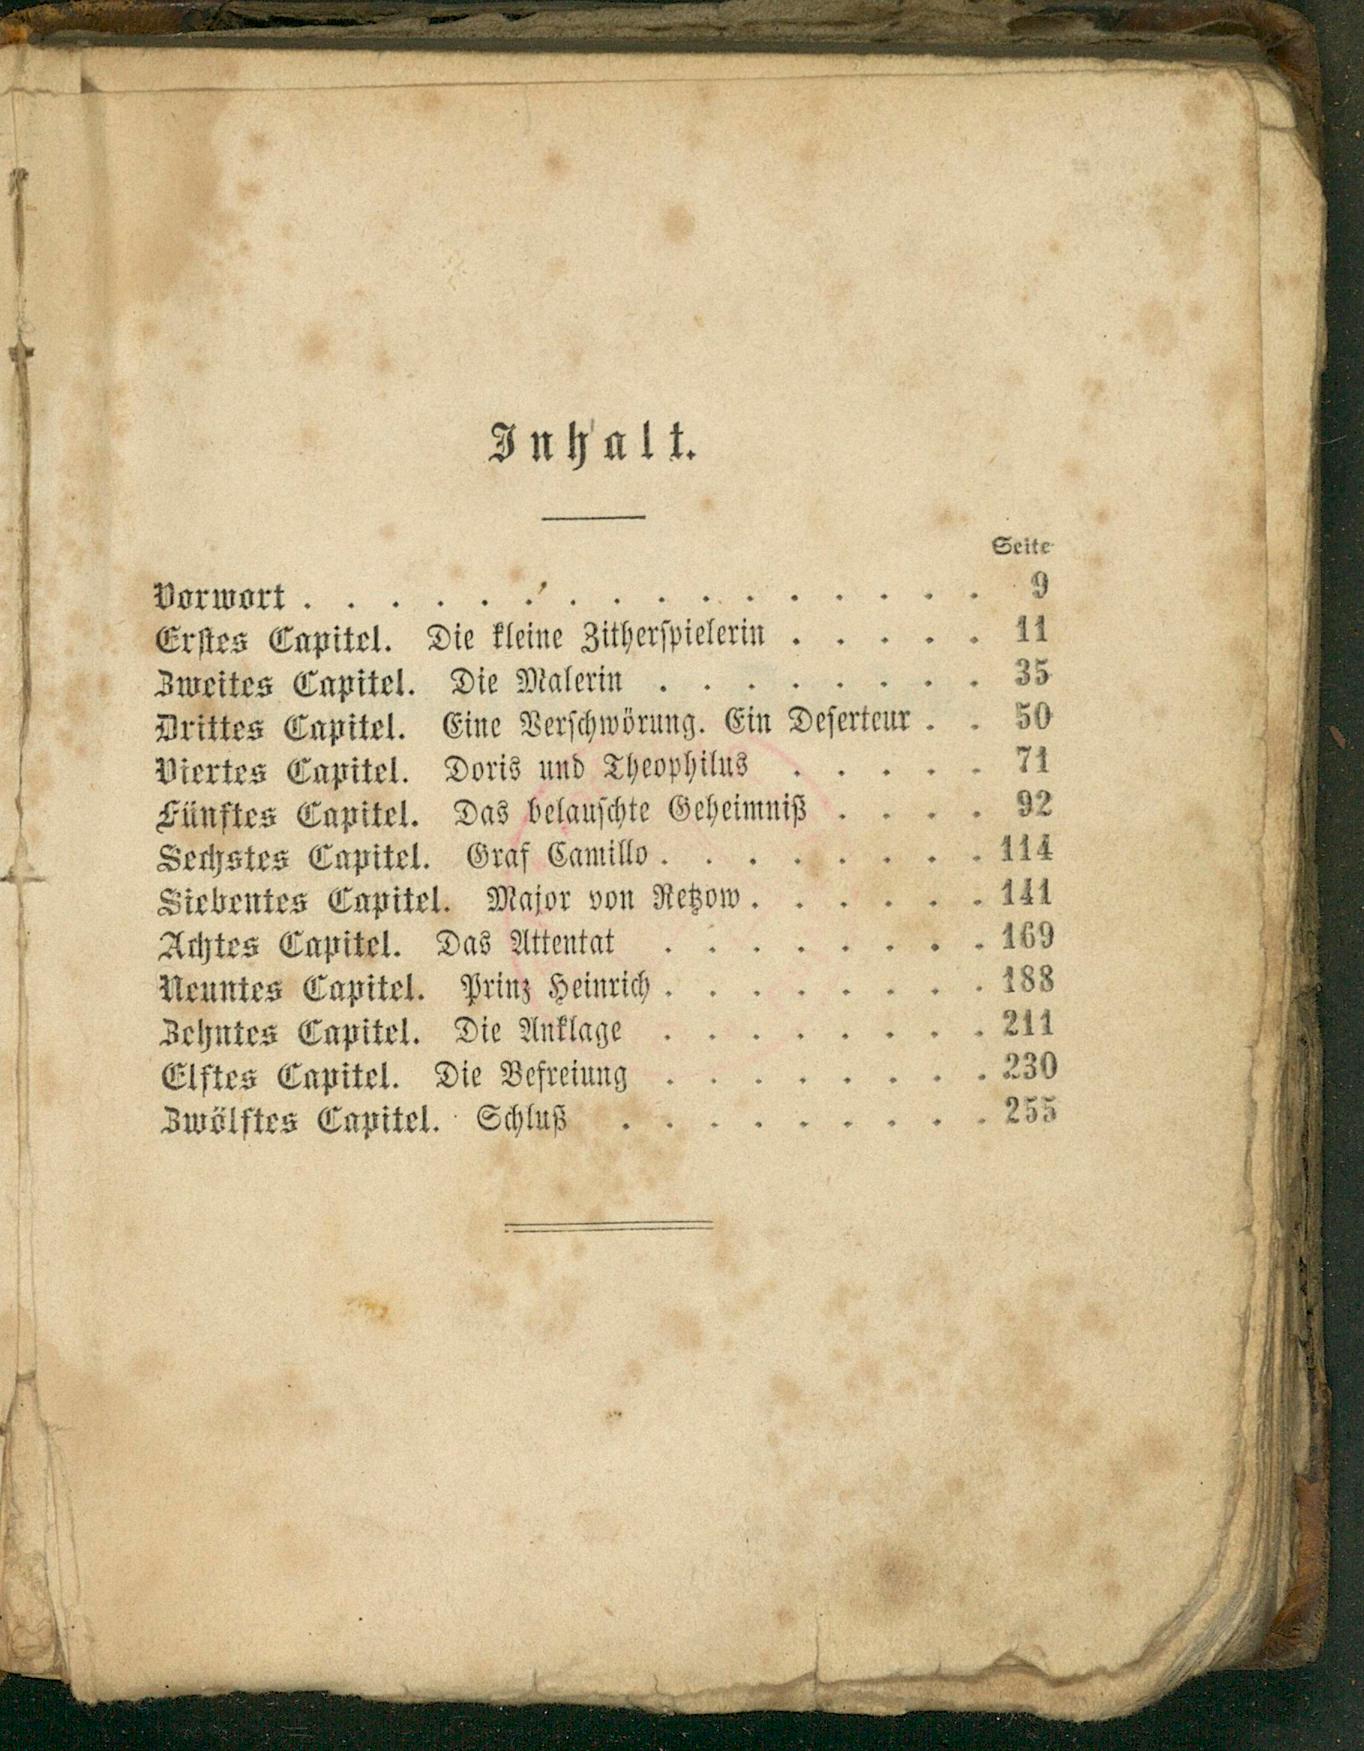 Inhalt.
Seite
Vorwort . . . . . . . . . . . . . . . . 9
Erstes Capitel. Die kleine Zitherspielerin . . . . . 11
Zweites Capitel. Die Malerin . . . . . . . . 35
Drittes Capitel. Eine Verschwörung. Ein Deserteur . . 50
Viertes Capitel. Doris und Theophilus . . . . . 71
Fünftes Capitel. Das belauschte Geheimniß . . . . 92
Sechstes Capitel. Graf Camillo . . . . . . . . 114
Siebentes Capitel. Major von Retzow . . . . . . 141
Achtes Capitel. Das Attentat . . . . . . . . 169
Neuntes Capitel. Prinz Heinrich . . . . . . . . 188
Zehntes Capitel. Die Anklage . . . . . . . . 211
Elftes Capitel. Die Befreiung . . . . . . . . 230
Zwölftes Capitel. Schluß . . . . . . . . . 255